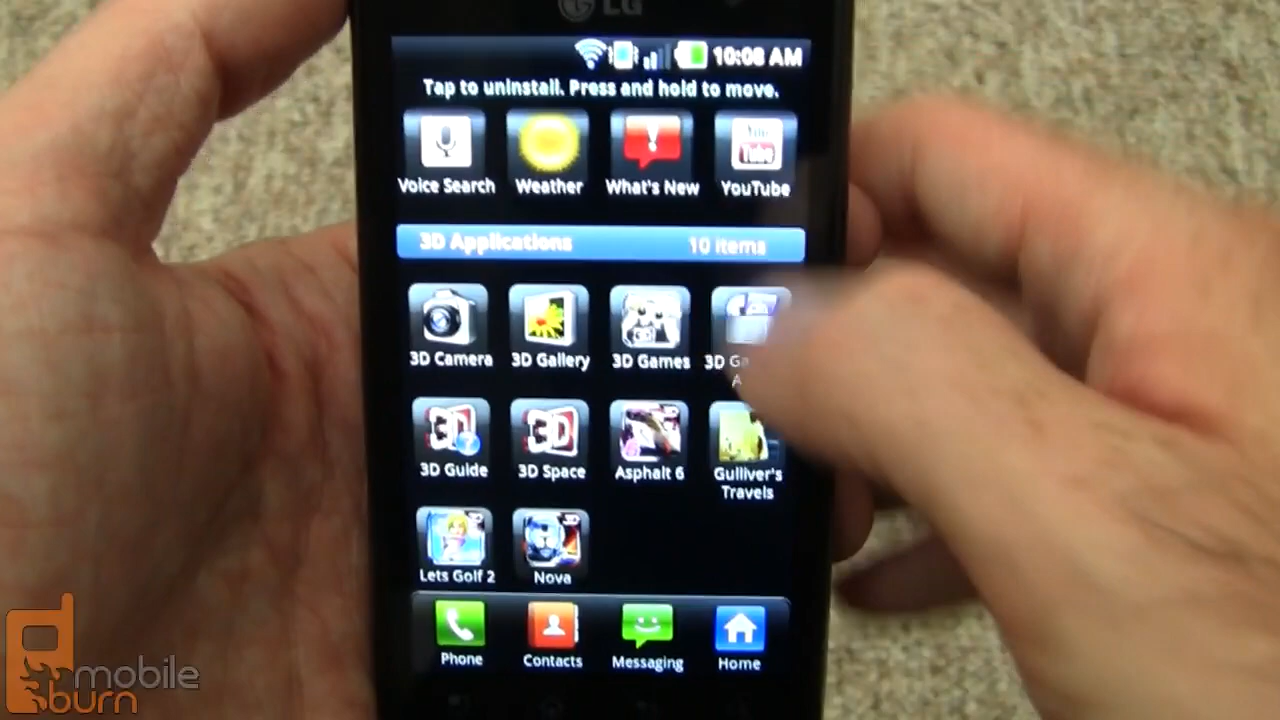 LG
10:08 AM
Tap to uninstall. Press and hold to move.
Voice Search
Weather
What's New
YouTube
3D Applications
10 items
3D Camera
3D Gallery
3D Games
3D
3D Guide
3D Space
Asphalt 6
Gulliver's
Travels
Lets Golf 2
Nova
Phone
Contacts
Messaging
Home
mobile
burn